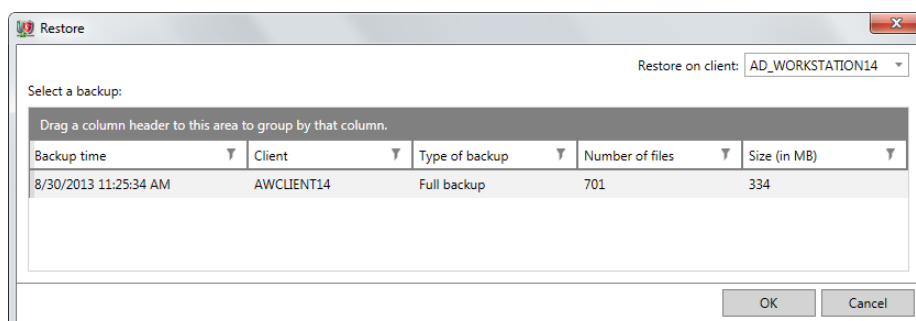 Restore
Restore on client: AD_WORKSTATION14
Select a backup:
Drag a column header to this area to group by that column.
Backup time Client Type of backup Number of files Size (in MB)
8/30/2013 11:25:34 AM AWCLIENT14 Full backup 701 334
OK Cancel